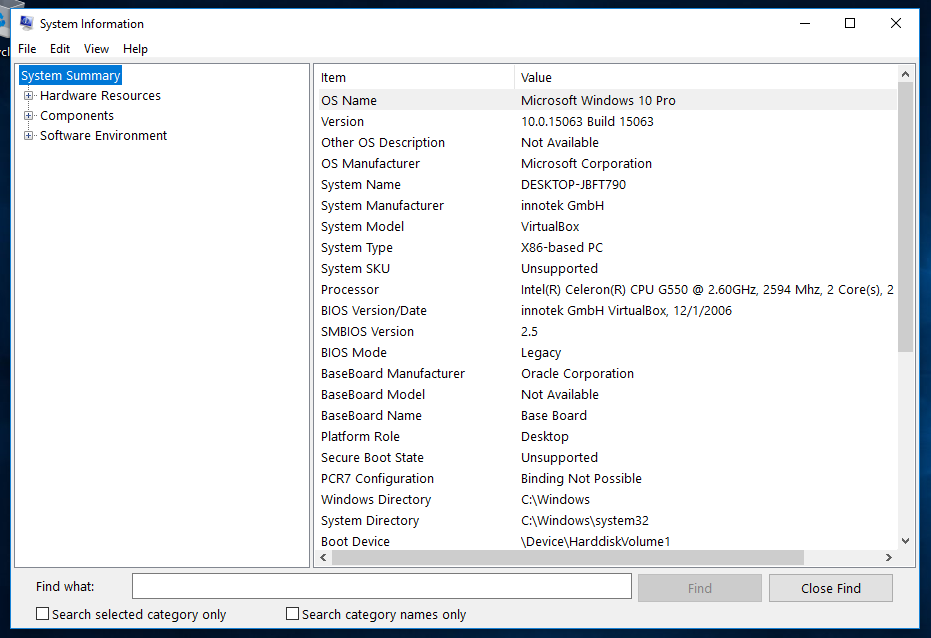 System Information
File Edit View Help
System Summary
Hardware Resources
Components
Software Environment
Item Value
OS Name Microsoft Windows 10 Pro
Version 10.0.15063 Build 15063
Other OS Description Not Available
OS Manufacturer Microsoft Corporation
System Name DESKTOP-JBFT790
System Manufacturer innotek GmbH
System Model VirtualBox
System Type X86-based PC
System SKU Unsupported
Processor Intel(R) Celeron(R) CPU G550 @ 2.60GHz, 2594 Mhz, 2 Core(s), 2
BIOS Version/Date innotek GmbH VirtualBox, 12/1/2006
SMBIOS Version 2.5
BIOS Mode Legacy
BaseBoard Manufacturer Oracle Corporation
BaseBoard Model Not Available
BaseBoard Name Base Board
Platform Role Desktop
Secure Boot State Unsupported
PCR7 Configuration Binding Not Possible
Windows Directory C:\Windows
System Directory C:\Windows\system32
Boot Device \Device\HarddiskVolume1
Find what: Find Close Find
Search selected category only Search category names only